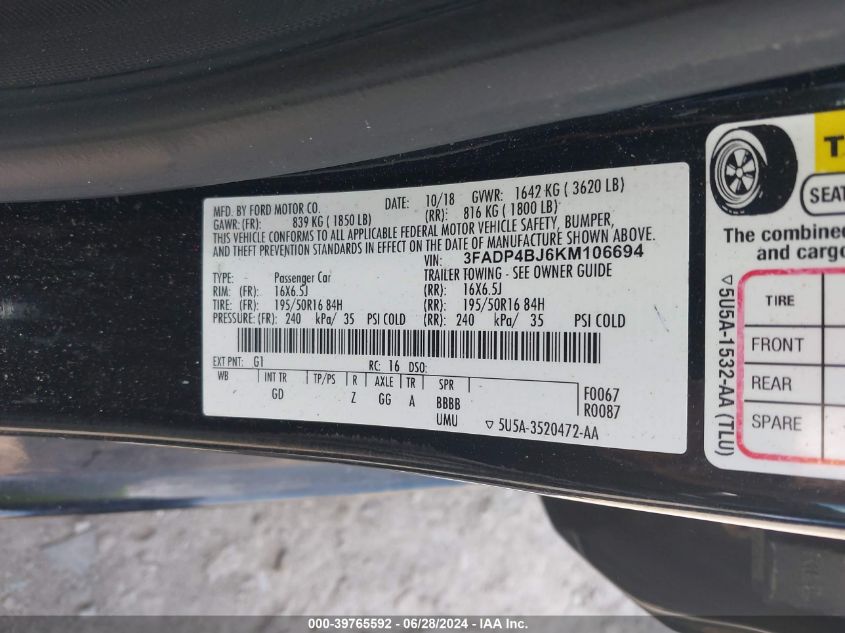 MFD. BY FORD MOTOR CO. DATE: 10/18 GVWR: 1642 KG ( 3620 LB)
GAWR: (FR): 839 KG ( 1850 LB) (RR): 816 KG ( 1800 LB)
THIS VEHICLE CONFORMS TO ALL APPLICABLE FEDERAL MOTOR VEHICLE SAFETY, BUMPER,
AND THEFT PREVENTION STANDARDS IN EFFECT ON THE DATE OF MANUFACTURE SHOWN ABOVE.
VIN: 3FADP4BJ6KM106694
TYPE: Passenger Car TRAILER TOWING - SEE OWNER GUIDE
RIM: (FR): 16X6.5J (RR): 16X6.5J
TIRE: (FR): 195/50R16 84H (RR): 195/50R16 84H
PRESSURE: (FR): 240 kPa/ 35 PSI COLD (RR): 240 kPa/ 35 PSI COLD
EXT PNT: G1 RC: 16 DSO:
WB INT TR TP/PS R AXLE TR SPR F0067
GD Z GG A BBBB R0087
UMU ▽ 5U5A-3520472-AA
▽5U5A-1532-AA (TLU)
SEAT
The combined
and cargo
TIRE
FRONT
REAR
SPARE
000-39765592 - 06/28/2024 - IAA Inc.